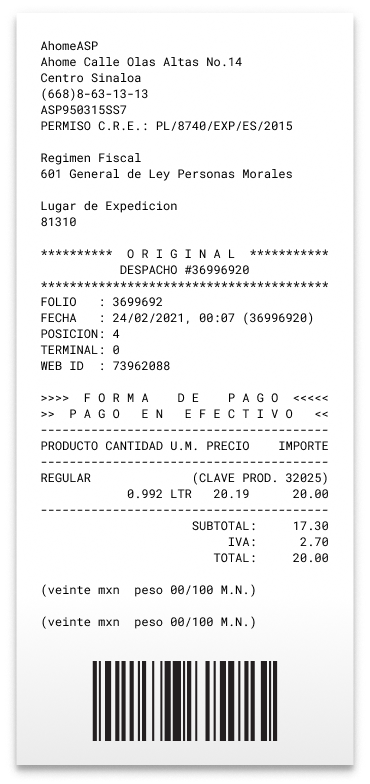 AhomeASP
Ahome Calle Olas Altas No.14
Centro Sinaloa
(668)8-63-13-13
ASP950315SS7
PERMISO C.R.E.: PL/8740/EXP/ES/2015
Regimen Fiscal
601 General de Ley Personas Morales
Lugar de Expedicion
81310
********** O R I G I N A L ***********
DESPACHO #36996920
****************************************
FOLIO : 3699692
FECHA : 24/02/2021, 00:07 (36996920)
POSICION: 4
TERMINAL: 0
WEB ID : 73962088
>>>> F O R M A D E P A G O <<<<<
>> P A G O E N E F E C T I V O <<
----------------------------------------
PRODUCTO CANTIDAD U.M. PRECIO IMPORTE
----------------------------------------
REGULAR (CLAVE PROD. 32025)
0.992 LTR 20.19 20.00
----------------------------------------
SUBTOTAL: 17.30
IVA: 2.70
TOTAL: 20.00
(veinte mxn peso 00/100 M.N.)
(veinte mxn peso 00/100 M.N.)